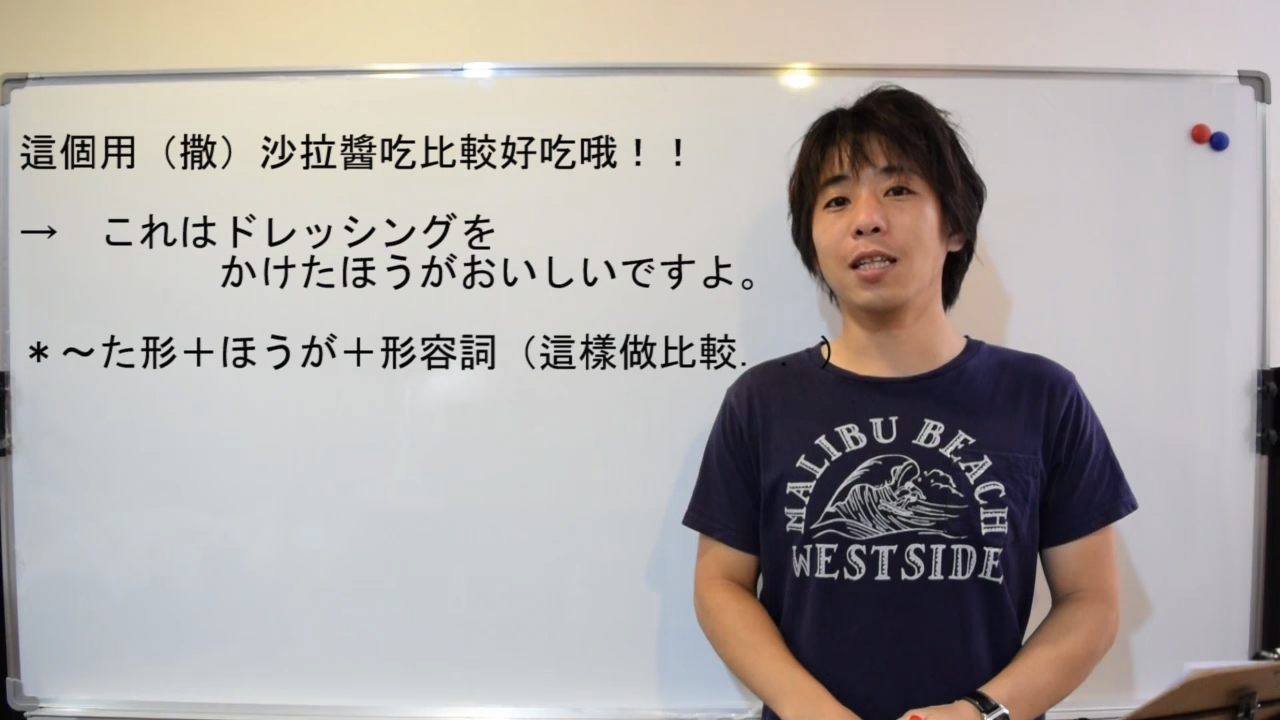 這個用（撒）沙拉醬吃比較好吃哦！！
→　これはドレッシングを
かけたほうがおいしいですよ。
＊～た形＋ほうが＋形容詞（這樣做比較．．）
MALIBU BEACH
WESTSIDE